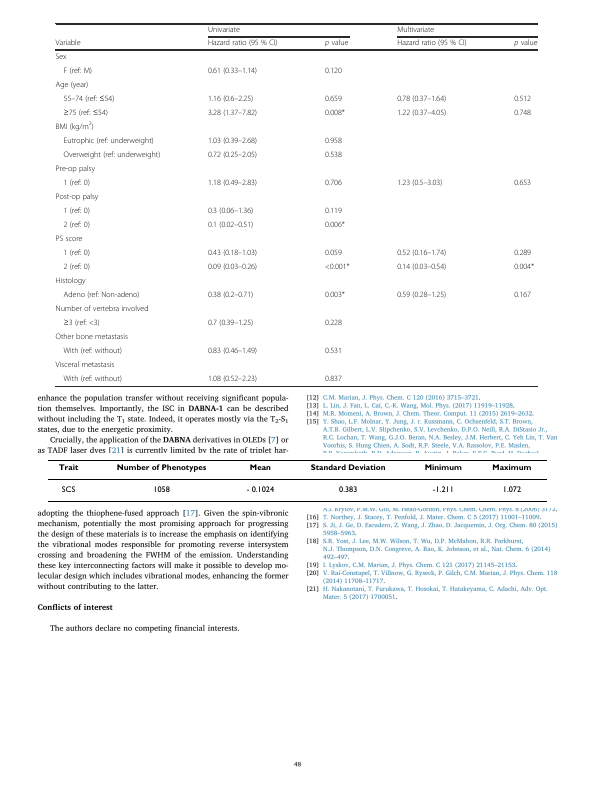 Univariate Multivariate
Variable Hazard ratio (95 % CI) p value Hazard ratio (95 % CI) p value
Sex
F (ref: M) 0.61 (0.33–1.14) 0.120
Age (year)
55–74 (ref: ≤54) 1.16 (0.6–2.25) 0.659 0.78 (0.37–1.64) 0.512
≥75 (ref: ≤54) 3.28 (1.37–7.82) 0.008* 1.22 (0.37–4.05) 0.748
BMI (kg/m²)
Eutrophic (ref: underweight) 1.03 (0.39–2.68) 0.958
Overweight (ref: underweight) 0.72 (0.25–2.05) 0.538
Pre-op palsy
1 (ref: 0) 1.18 (0.49–2.83) 0.706 1.23 (0.5–3.03) 0.653
Post-op palsy
1 (ref: 0) 0.3 (0.06–1.36) 0.119
2 (ref: 0) 0.1 (0.02–0.51) 0.006*
PS score
1 (ref: 0) 0.43 (0.18–1.03) 0.059 0.52 (0.16–1.74) 0.289
2 (ref: 0) 0.09 (0.03–0.26) <0.001* 0.14 (0.03–0.54) 0.004*
Histology
Adeno (ref: Non-adeno) 0.38 (0.2–0.71) 0.003* 0.59 (0.28–1.25) 0.167
Number of vertebra involved
≥3 (ref: <3) 0.7 (0.39–1.25) 0.228
Other bone metastasis
With (ref: without) 0.83 (0.46–1.49) 0.531
Visceral metastasis
With (ref: without) 1.08 (0.52–2.23) 0.837
enhance the population transfer without receiving significant popula-
tion themselves. Importantly, the ISC in DABNA-1 can be described
without including the T₁ state. Indeed, it operates mostly via the T₂-S₁
states, due to the energetic proximity.
Crucially, the application of the DABNA derivatives in OLEDs [7] or
as TADF laser dyes [21] is currently limited by the rate of triplet har-
[12] C.M. Marian, J. Phys. Chem. C 120 (2016) 3715–3721.
[13] L. Lin, J. Fan, L. Cai, C.-K. Wang, Mol. Phys. (2017) 11919–11928.
[14] M.R. Momeni, A. Brown, J. Chem. Theor. Comput. 11 (2015) 2619–2632.
[15] Y. Shao, L.F. Molnar, Y. Jung, J. r. Kussmann, C. Ochsenfeld, S.T. Brown,
A.T.B. Gilbert, L.V. Slipchenko, S.V. Levchenko, D.P.O. Neill, R.A. DiStasio Jr.,
R.C. Lochan, T. Wang, G.J.O. Beran, N.A. Besley, J.M. Herbert, C. Yeh Lin, T. Van
Voorhis, S. Hung Chien, A. Sodt, R.P. Steele, V.A. Rassolov, P.E. Maslen,
Trait Number of Phenotypes Mean Standard Deviation Minimum Maximum
SCS 1058 - 0.1024 0.383 -1.211 1.072
adopting the thiophene-fused approach [17]. Given the spin-vibronic
mechanism, potentially the most promising approach for progressing
the design of these materials is to increase the emphasis on identifying
the vibrational modes responsible for promoting reverse intersystem
crossing and broadening the FWHM of the emission. Understanding
these key interconnecting factors will make it possible to develop mo-
lecular design which includes vibrational modes, enhancing the former
without contributing to the latter.
Conflicts of interest
The authors declare no competing financial interests.
A.I. Krylov, P.M.W. Gill, M. Head-Gordon, Phys. Chem. Chem. Phys. 8 (2006) 3172.
[16] T. Northey, J. Stacey, T. Penfold, J. Mater. Chem. C 5 (2017) 11001–11009.
[17] S. Ji, J. Ge, D. Escudero, Z. Wang, J. Zhao, D. Jacquemin, J. Org. Chem. 80 (2015)
5958–5963.
[18] S.R. Yost, J. Lee, M.W. Wilson, T. Wu, D.P. McMahon, R.R. Parkhurst,
N.J. Thompson, D.N. Congreve, A. Rao, K. Johnson, et al., Nat. Chem. 6 (2014)
492–497.
[19] I. Lyskov, C.M. Marian, J. Phys. Chem. C 121 (2017) 21145–21153.
[20] V. Rai-Constapel, T. Villnow, G. Ryseck, P. Gilch, C.M. Marian, J. Phys. Chem. 118
(2014) 11708–11717.
[21] H. Nakanotani, T. Furukawa, T. Hosokai, T. Hatakeyama, C. Adachi, Adv. Opt.
Mater. 5 (2017) 1700051.
48